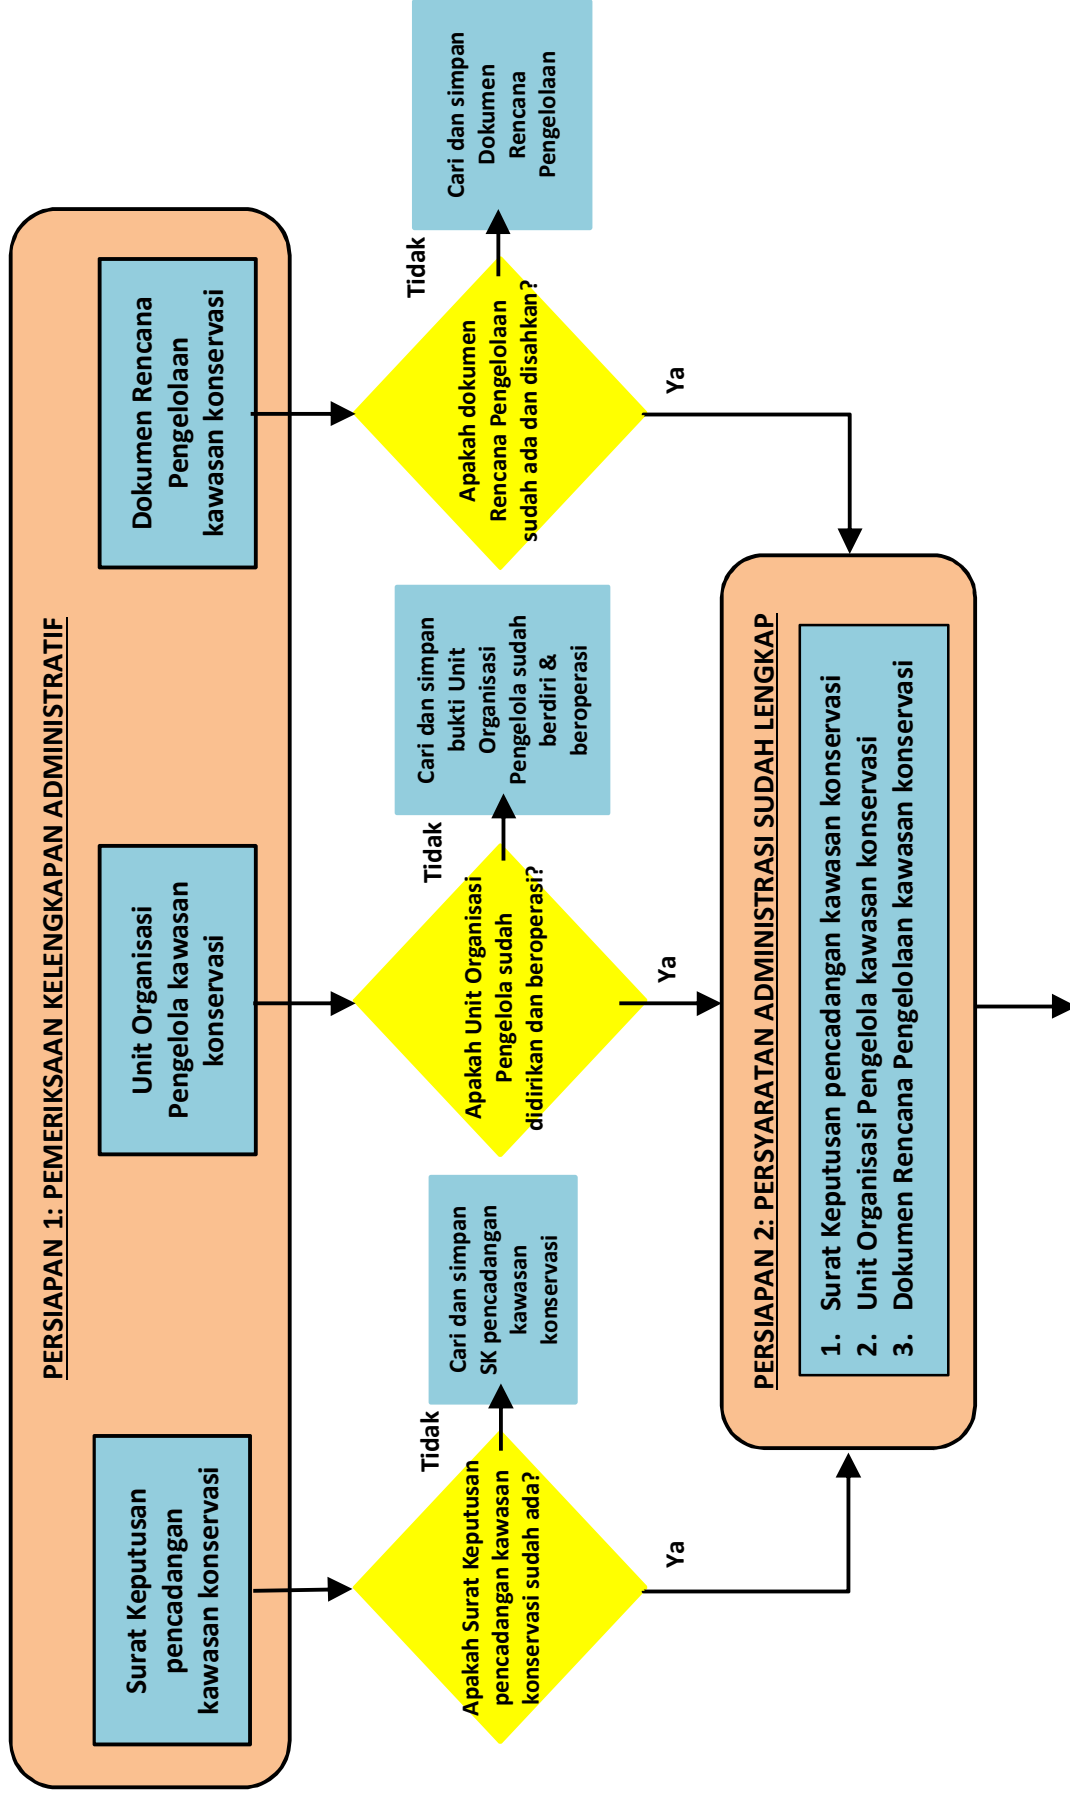 PERSIAPAN 1: PEMERIKSAAN KELENGKAPAN ADMINISTRATIF
Surat Keputusan
pencadangan
kawasan konservasi
Unit Organisasi
Pengelola kawasan
konservasi
Dokumen Rencana
Pengelolaan
kawasan konservasi
Apakah Surat Keputusan
pencadangan kawasan
konservasi sudah ada?
Tidak
Cari dan simpan
SK pencadangan
kawasan
konservasi
Ya
Apakah Unit Organisasi
Pengelola sudah
didirikan dan beroperasi?
Tidak
Cari dan simpan
bukti Unit
Organisasi
Pengelola sudah
berdiri &
beroperasi
Ya
Apakah dokumen
Rencana Pengelolaan
sudah ada dan disahkan?
Tidak
Cari dan simpan
Dokumen
Rencana
Pengelolaan
Ya
PERSIAPAN 2: PERSYARATAN ADMINISTRASI SUDAH LENGKAP
1. Surat Keputusan pencadangan kawasan konservasi
2. Unit Organisasi Pengelola kawasan konservasi
3. Dokumen Rencana Pengelolaan kawasan konservasi